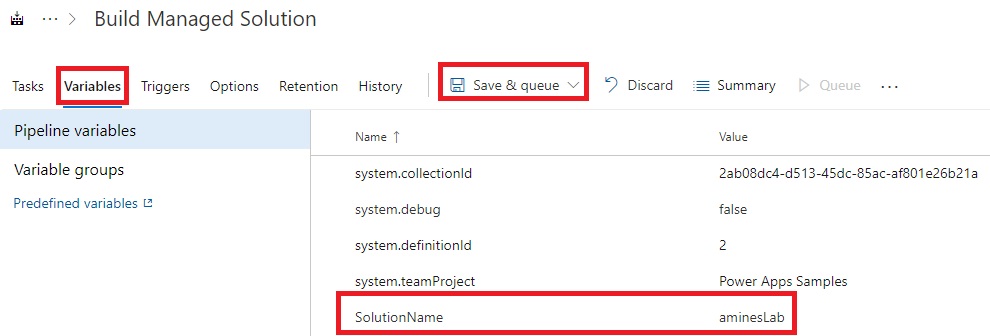 ... > Build Managed Solution
Tasks Variables Triggers Options Retention History Save & queue Discard Summary Queue ...
Pipeline variables
Variable groups
Predefined variables
Name ↑ Value
system.collectionId 2ab08dc4-d513-45dc-85ac-af801e26b21a
system.debug false
system.definitionId 2
system.teamProject Power Apps Samples
SolutionName aminesLab